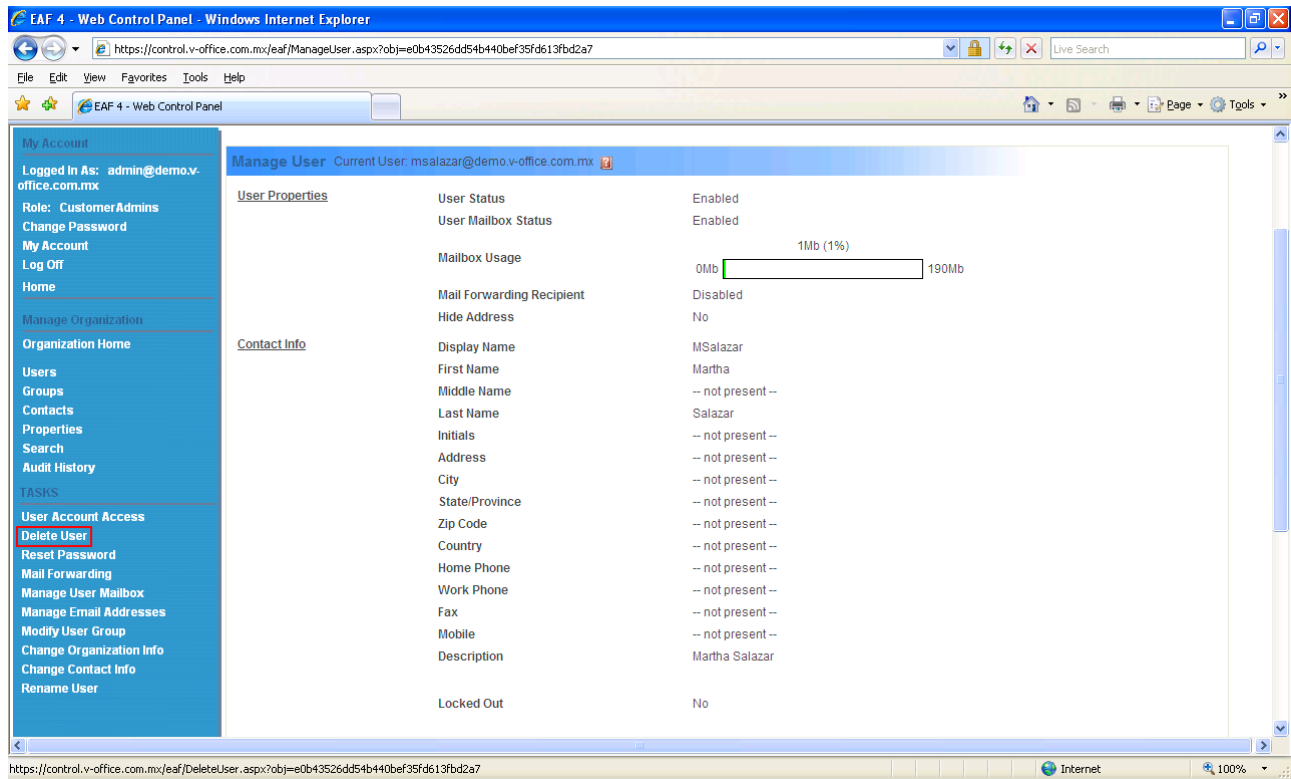 EAF 4 - Web Control Panel - Windows Internet Explorer
https://control.v-office.com.mx/eaf/ManageUser.aspx?obj=e0b43526dd54b440bef35fd613fbd2a7
Live Search
File Edit View Favorites Tools Help
EAF 4 - Web Control Panel
Page Tools »
My Account
Logged In As: admin@demo.v-
office.com.mx
Role: CustomerAdmins
Change Password
My Account
Log Off
Home
Manage Organization
Organization Home
Users
Groups
Contacts
Properties
Search
Audit History
TASKS
User Account Access
Delete User
Reset Password
Mail Forwarding
Manage User Mailbox
Manage Email Addresses
Modify User Group
Change Organization Info
Change Contact Info
Rename User
Manage User Current User: msalazar@demo.v-office.com.mx ?
User Properties
User Status Enabled
User Mailbox Status Enabled
1Mb (1%)
Mailbox Usage 0Mb 190Mb
Mail Forwarding Recipient Disabled
Hide Address No
Contact Info
Display Name MSalazar
First Name Martha
Middle Name -- not present --
Last Name Salazar
Initials -- not present --
Address -- not present --
City -- not present --
State/Province -- not present --
Zip Code -- not present --
Country -- not present --
Home Phone -- not present --
Work Phone -- not present --
Fax -- not present --
Mobile -- not present --
Description Martha Salazar
Locked Out No
https://control.v-office.com.mx/eaf/DeleteUser.aspx?obj=e0b43526dd54b440bef35fd613fbd2a7
Internet 100%